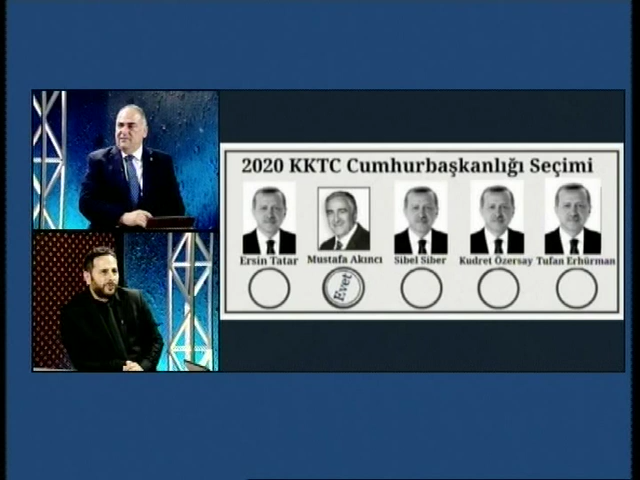 2020 KKTC Cumhurbaşkanlığı Seçimi
Ersin Tatar Mustafa Akıncı Sibel Siber Kudret Özersay Tufan Erhürman
Evet